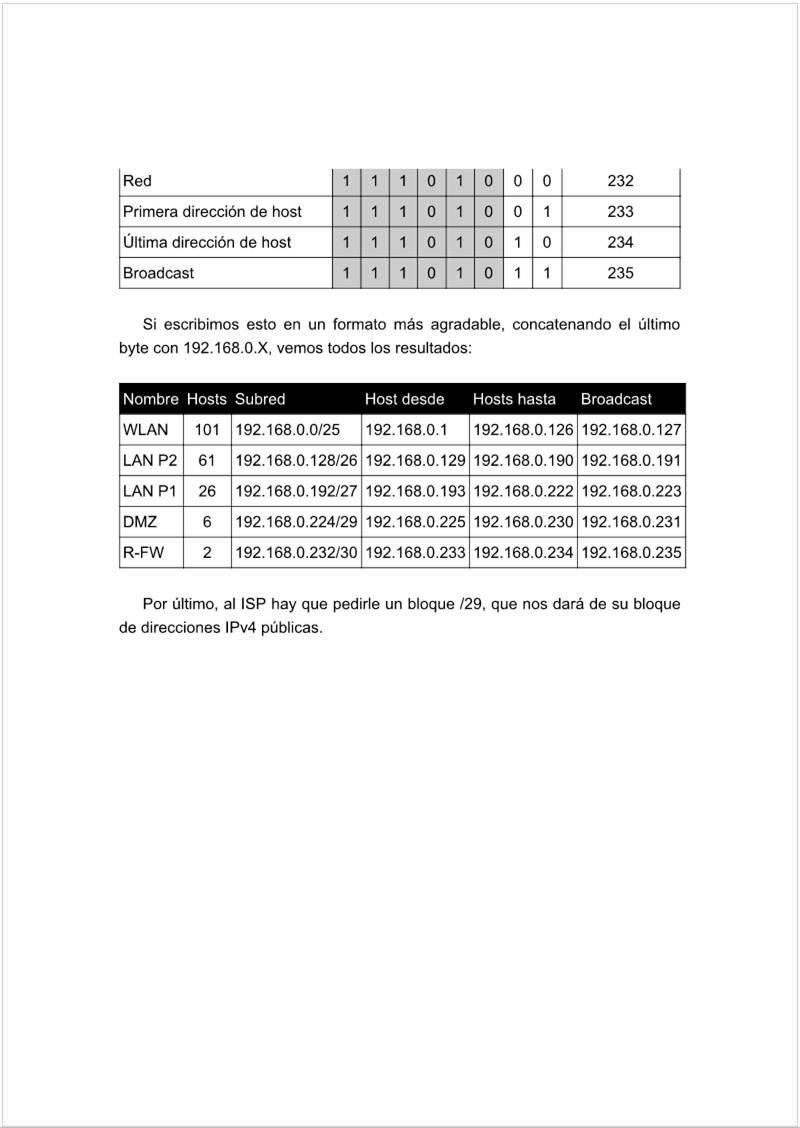 Red 1 1 1 0 1 0 0 0 232
Primera dirección de host 1 1 1 0 1 0 0 1 233
Última dirección de host 1 1 1 0 1 0 1 0 234
Broadcast 1 1 1 0 1 0 1 1 235
Si escribimos esto en un formato más agradable, concatenando el último
byte con 192.168.0.X, vemos todos los resultados:
Nombre Hosts Subred Host desde Hosts hasta Broadcast
WLAN 101 192.168.0.0/25 192.168.0.1 192.168.0.126 192.168.0.127
LAN P2 61 192.168.0.128/26 192.168.0.129 192.168.0.190 192.168.0.191
LAN P1 26 192.168.0.192/27 192.168.0.193 192.168.0.222 192.168.0.223
DMZ 6 192.168.0.224/29 192.168.0.225 192.168.0.230 192.168.0.231
R-FW 2 192.168.0.232/30 192.168.0.233 192.168.0.234 192.168.0.235
Por último, al ISP hay que pedirle un bloque /29, que nos dará de su bloque
de direcciones IPv4 públicas.